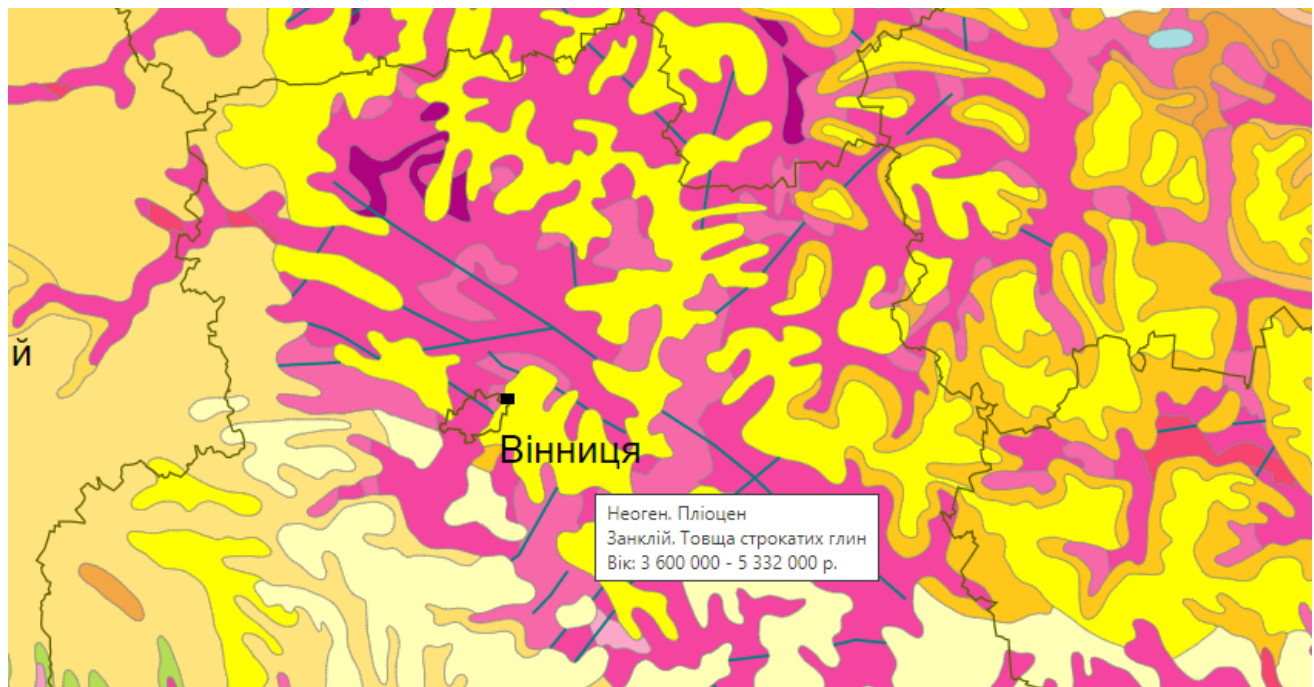 й
Вінниця
Неоген. Пліоцен
Занклій. Товща строкатих глин
Вік: 3 600 000 - 5 332 000 р.